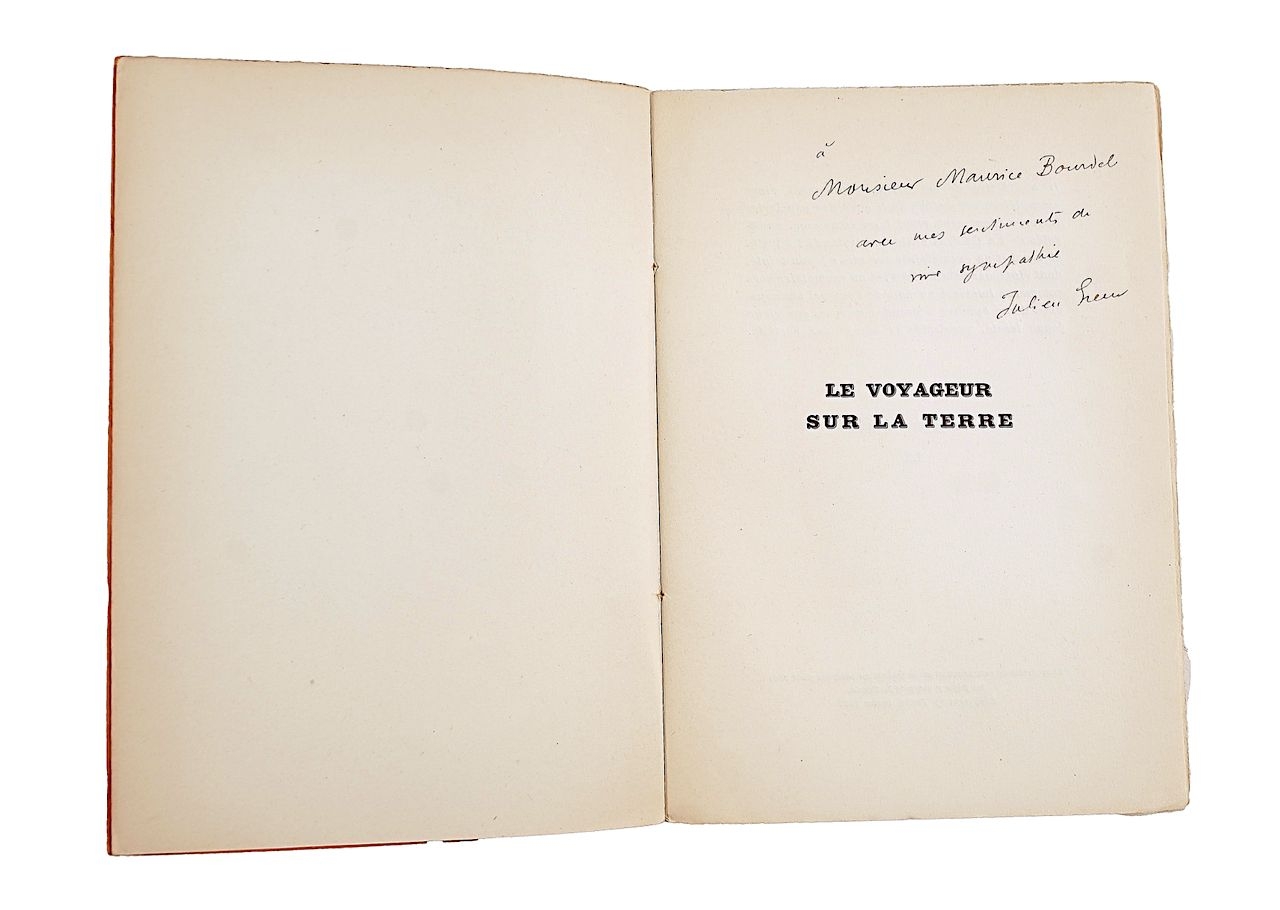 à
Monsieur Maurice Bourdel
avec mes sentiments de
vive sympathie
Julien Green
LE VOYAGEUR
SUR LA TERRE